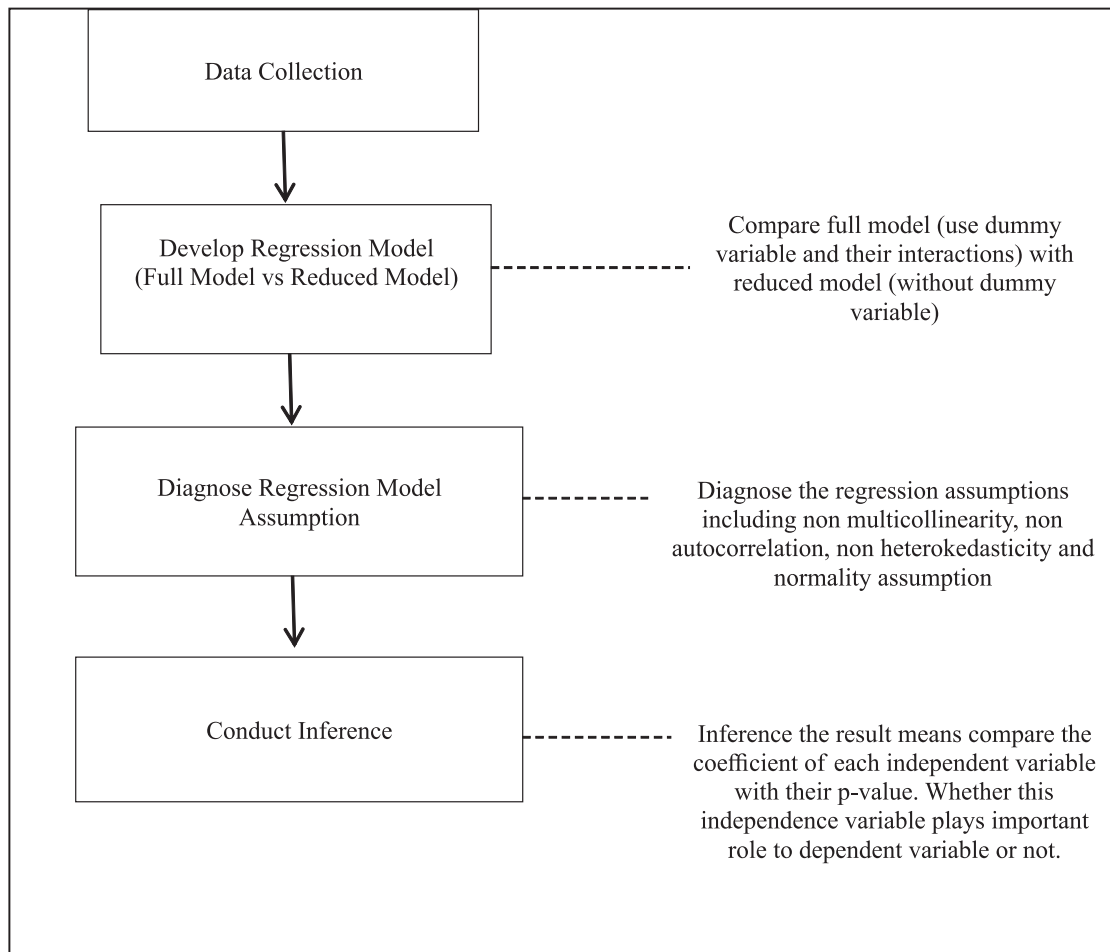 Data Collection
Develop Regression Model
(Full Model vs Reduced Model)
Compare full model (use dummy
variable and their interactions) with
reduced model (without dummy
variable)
Diagnose Regression Model
Assumption
Diagnose the regression assumptions
including non multicollinearity, non
autocorrelation, non heterokedasticity and
normality assumption
Conduct Inference
Inference the result means compare the
coefficient of each independent variable
with their p-value. Whether this
independence variable plays important
role to dependent variable or not.